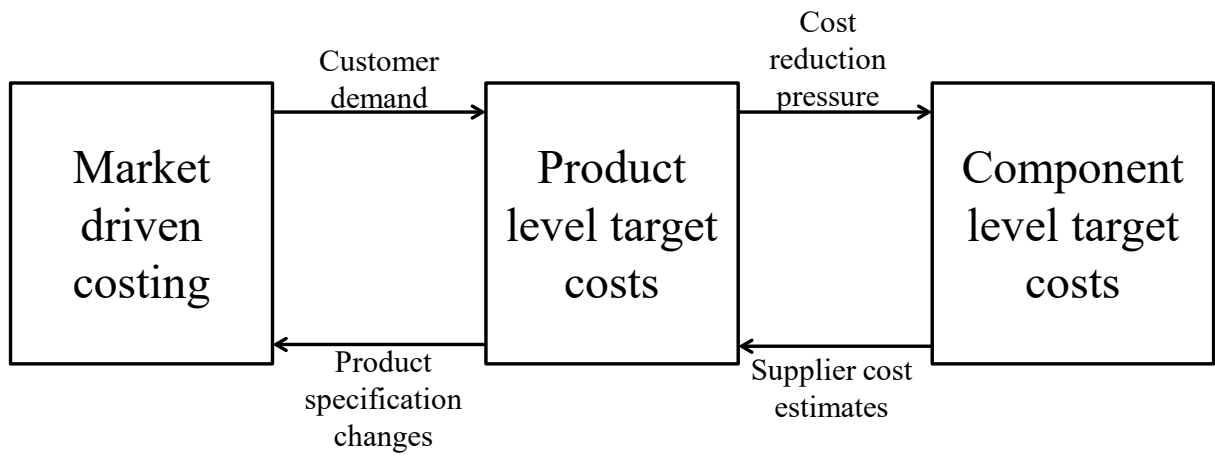 Customer
demand
Cost
reduction
pressure
Market
driven
costing
Product
level target
costs
Component
level target
costs
Product
specification
changes
Supplier cost
estimates